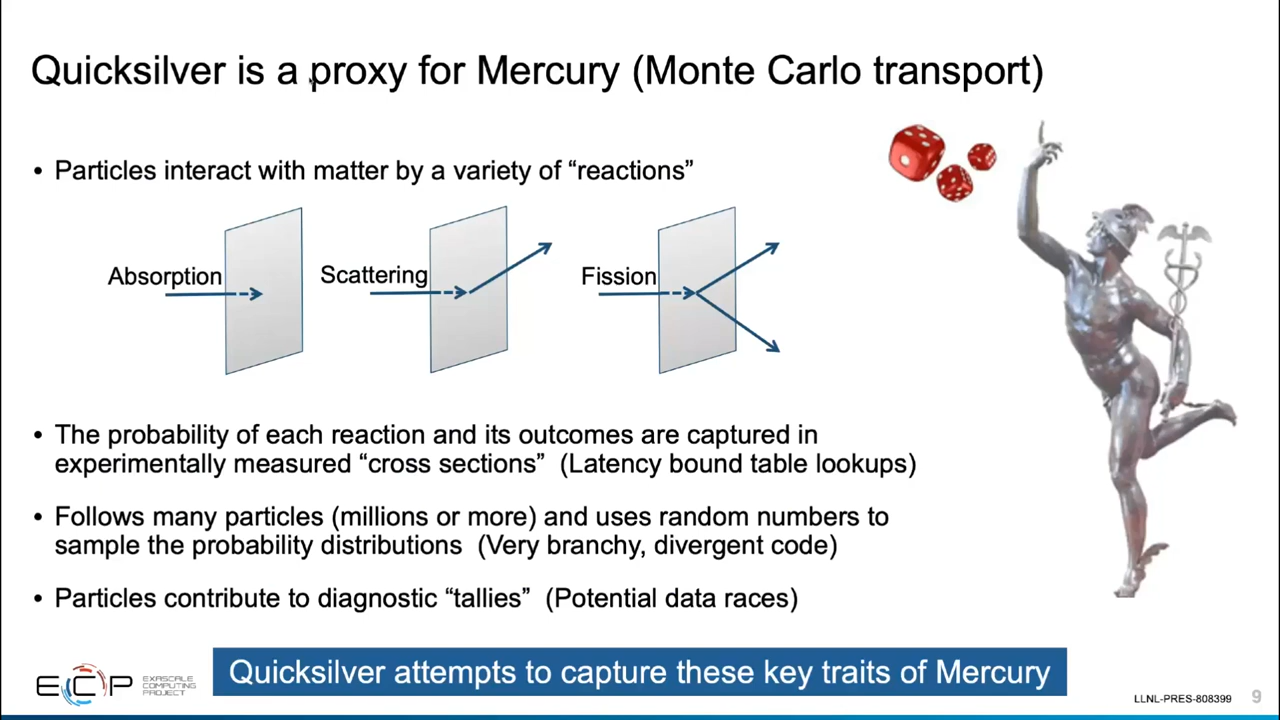 Quicksilver is a proxy for Mercury (Monte Carlo transport)
• Particles interact with matter by a variety of “reactions”
Absorption
Scattering
Fission
• The probability of each reaction and its outcomes are captured in
experimentally measured “cross sections”  (Latency bound table lookups)
• Follows many particles (millions or more) and uses random numbers to
sample the probability distributions  (Very branchy, divergent code)
• Particles contribute to diagnostic “tallies”  (Potential data races)
Quicksilver attempts to capture these key traits of Mercury
ECP
EXASCALE
COMPUTING
PROJECT
LLNL-PRES-808399
9